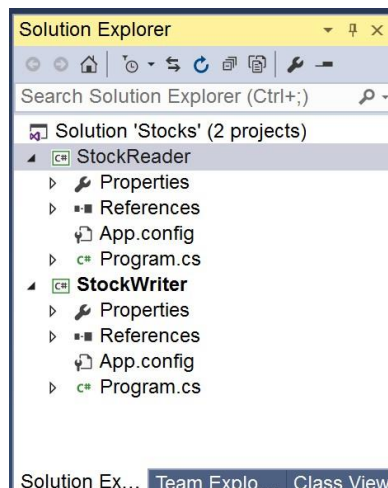 Solution Explorer
Search Solution Explorer (Ctrl+;)
Solution 'Stocks' (2 projects)
C# StockReader
Properties
References
App.config
C# Program.cs
C# StockWriter
Properties
References
App.config
C# Program.cs
Solution Ex... Team Explo... Class View